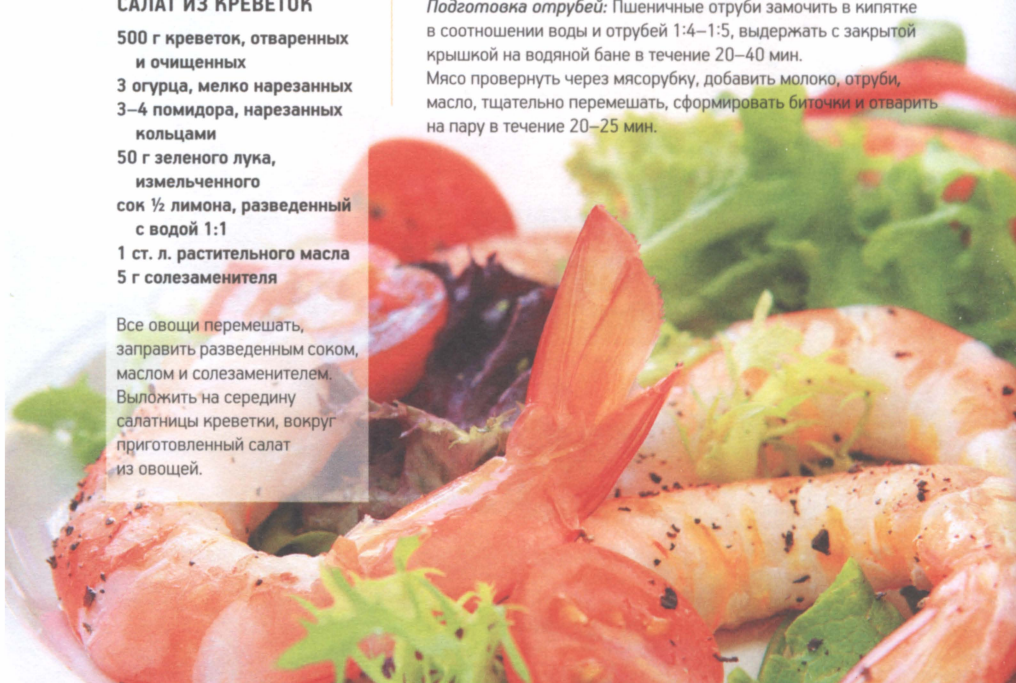 САЛАТ ИЗ КРЕВЕТОК
500 г креветок, отваренных
и очищенных
3 огурца, мелко нарезанных
3–4 помидора, нарезанных
кольцами
50 г зеленого лука,
измельченного
сок ½ лимона, разведенный
с водой 1:1
1 ст. л. растительного масла
5 г солезаменителя
Все овощи перемешать,
заправить разведенным соком,
маслом и солезаменителем.
Выложить на середину
салатницы креветки, вокруг
приготовленный салат
из овощей.
Подготовка отрубей: Пшеничные отруби замочить в кипятке
в соотношении воды и отрубей 1:4–1:5, выдержать с закрытой
крышкой на водяной бане в течение 20–40 мин.
Мясо провернуть через мясорубку, добавить молоко, отруби,
масло, тщательно перемешать, сформировать биточки и отварить
на пару в течение 20–25 мин.